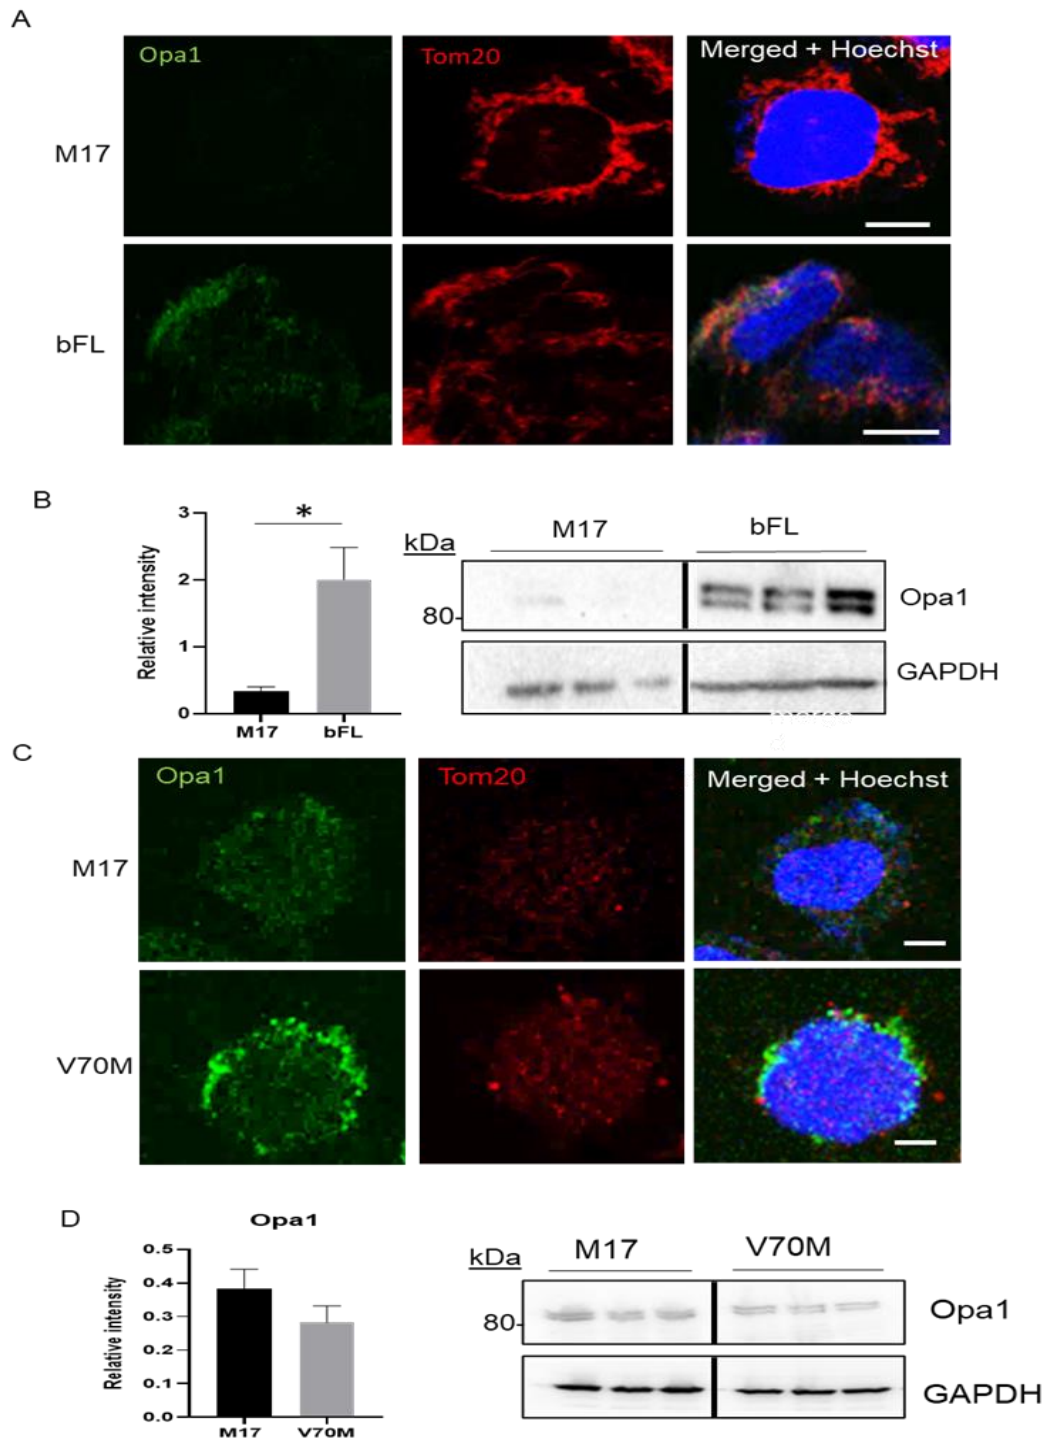 A
Opa1
Tom20
Merged + Hoechst
M17
bFL
B
Relative intensity
3
2
1
0
*
M17
bFL
kDa
M17
bFL
80
Opa1
GAPDH
C
Opa1
Tom20
Merged + Hoechst
M17
V70M
D
Opa1
Relative intensity
0.5
0.4
0.3
0.2
0.1
0.0
M17
V70M
kDa
M17
V70M
80
Opa1
GAPDH